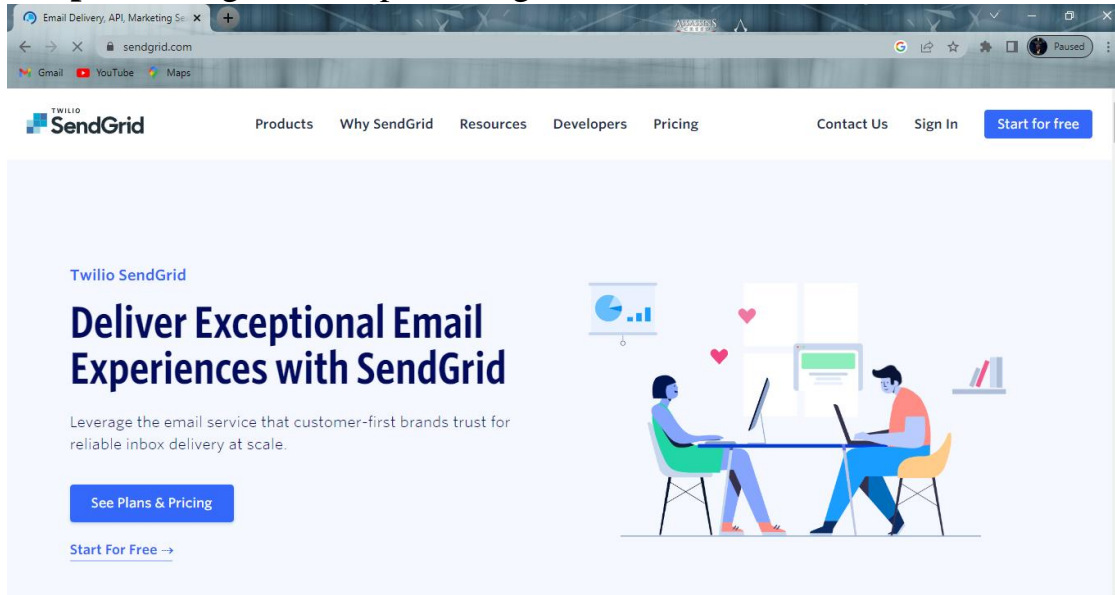 Email Delivery, API, Marketing Se
ASSASSIN'S
CREED
sendgrid.com
Paused
Gmail YouTube Maps
TWILIO
SendGrid
Products Why SendGrid Resources Developers Pricing Contact Us Sign In Start for free
Twilio SendGrid
Deliver Exceptional Email
Experiences with SendGrid
Leverage the email service that customer-first brands trust for
reliable inbox delivery at scale.
See Plans & Pricing
Start For Free →